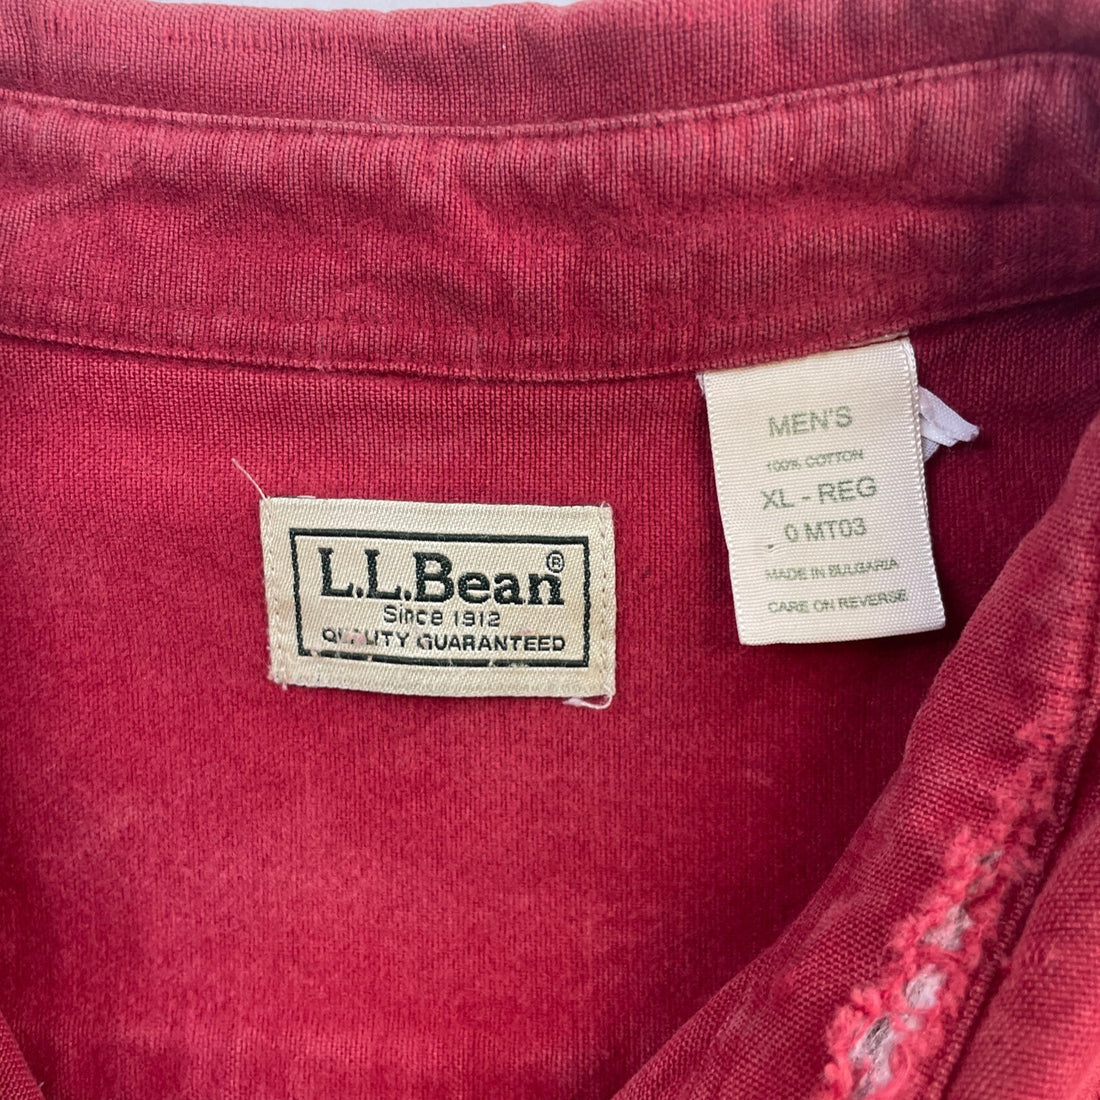 L.L.Bean®
Since 1912
QUALITY GUARANTEED
MEN'S
100% COTTON
XL - REG
0 MT03
MADE IN BULGARIA
CARE ON REVERSE